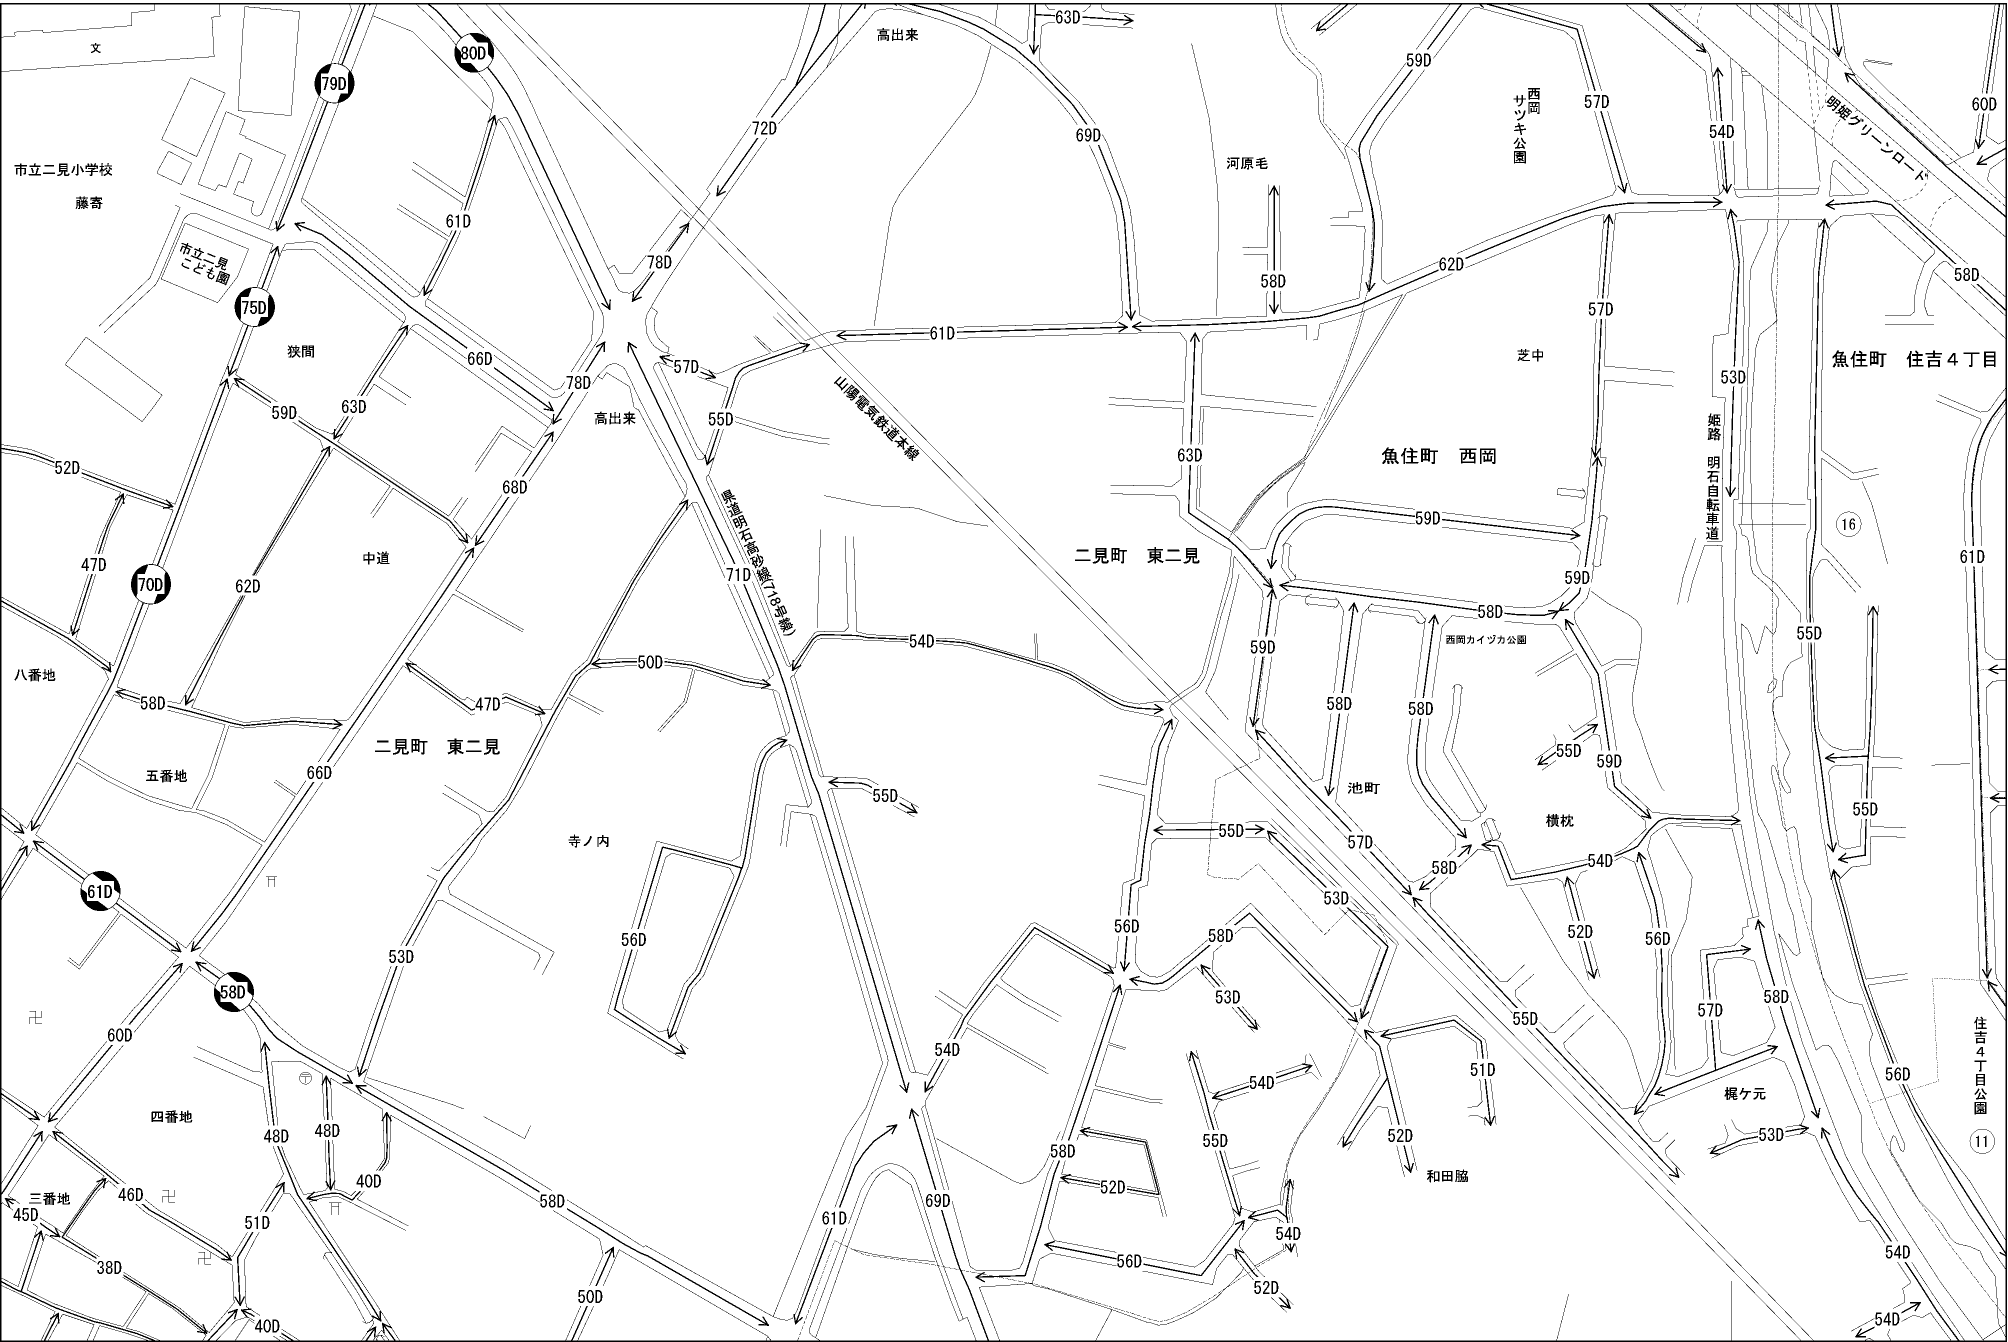 63D
高出来
文
80D
79D
59D
西岡
サツキ公園
57D
60D
明姫グリーンロード
72D
69D
54D
市立二見小学校
河原毛
藤寄
61D
市立二見
こども園
78D
62D
58D
58D
75D
57D
61D
狭間
66D
57D
78D
芝中
魚住町 住吉4丁目
53D
山陽電気鉄道本線
59D
63D
高出来
55D
姫路 明石自転車道
63D
魚住町 西岡
52D
68D
県道明石高砂線(718号線)
59D
16
47D
中道
二見町 東二見
61D
70D
62D
71D
59D
58D
55D
54D
西岡カイヅカ公園
59D
八番地
50D
58D
47D
58D
58D
二見町 東二見
55D
59D
五番地
66D
池町
55D
55D
横枕
55D
寺ノ内
57D
54D
58D
61D
53D
56D
56D
58D
52D
56D
53D
58D
53D
58D
57D
55D
60D
54D
51D
54D
56D
住吉4丁目公園
梶ケ元
四番地
48D
48D
52D
55D
53D
11
58D
和田脇
40D
52D
三番地
46D
45D
51D
58D
69D
61D
54D
54D
56D
38D
52D
50D
40D
54D